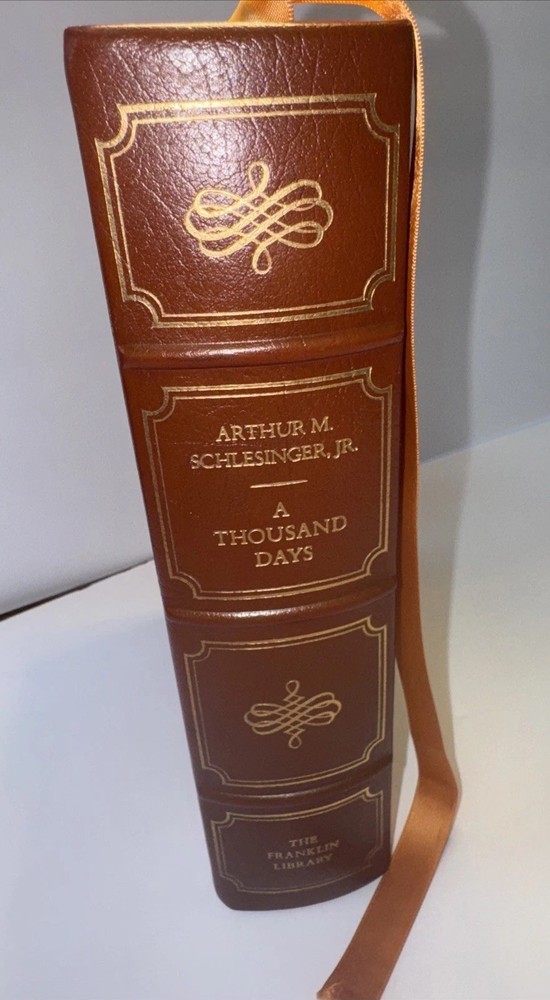 ARTHUR M.
SCHLESINGER, JR.
A
THOUSAND
DAYS
THE
FRANKLIN
LIBRARY